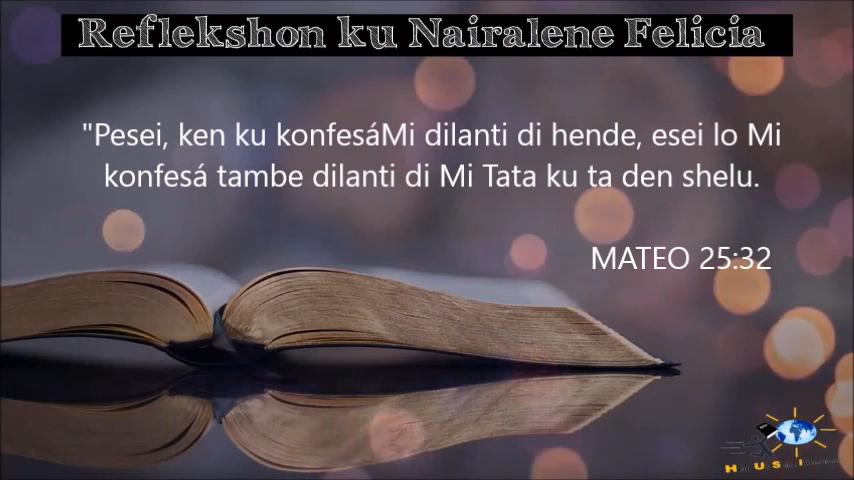 Reflekshon ku Nairalene Felicia
"Pesei, ken ku konfesáMi dilanti di hende, esei lo Mi
konfesá tambe dilanti di Mi Tata ku ta den shelu.
MATEO 25:32
H U S I